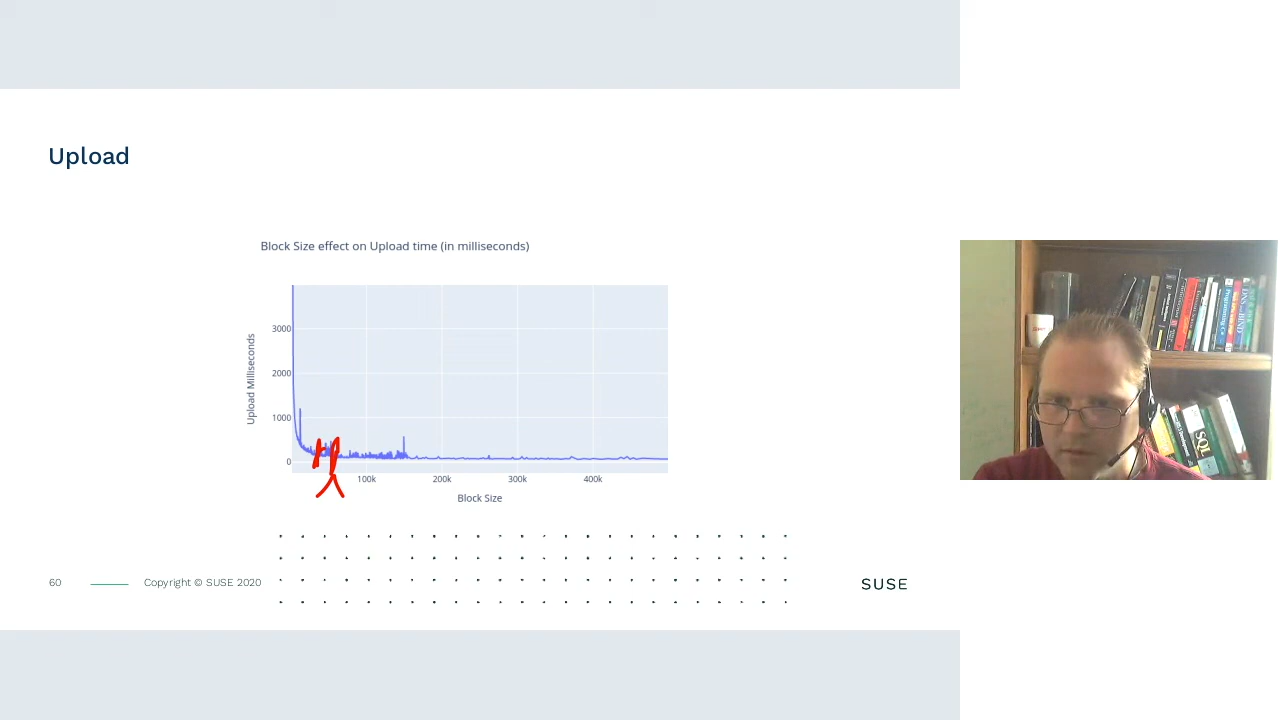 Upload
Block Size effect on Upload time (in milliseconds)
3000
2000
1000
0
Upload Milliseconds
100k
200k
300k
400k
Block Size
60
Copyright © SUSE 2020
SUSE
SQL